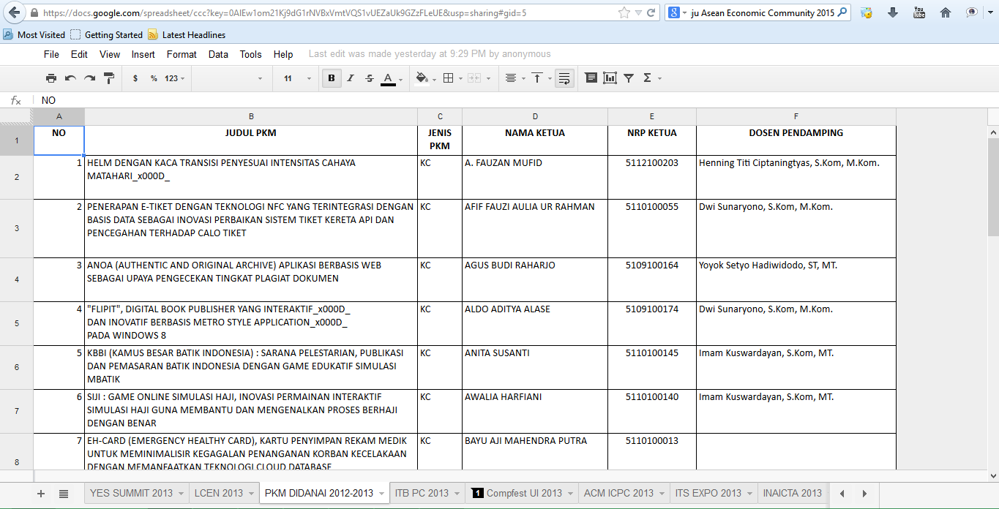 https://docs.google.com/spreadsheet/ccc?key=0AlEw1om21Kj9dG1rNVBxVmtVQS1vUEZaUk9GZzFLeUE&usp=sharing#gid=5
8 ju Asean Economic Community 2015
You Tube
Most Visited Getting Started Latest Headlines
File Edit View Insert Format Data Tools Help Last edit was made yesterday at 9:29 PM by anonymous
$ % 123 11 B I S A Σ
fx NO
A B C D E F
1 NO JUDUL PKM JENIS PKM NAMA KETUA NRP KETUA DOSEN PENDAMPING
2 1 HELM DENGAN KACA TRANSISI PENYESUAI INTENSITAS CAHAYA KC A. FAUZAN MUFID 5112100203 Henning Titi Ciptaningtyas, S.Kom, M.Kom.
MATAHARI_x000D_
3 2 PENERAPAN E-TIKET DENGAN TEKNOLOGI NFC YANG TERINTEGRASI DENGAN KC AFIF FAUZI AULIA UR RAHMAN 5110100055 Dwi Sunaryono, S.Kom, M.Kom.
BASIS DATA SEBAGAI INOVASI PERBAIKAN SISTEM TIKET KERETA API DAN
PENCEGAHAN TERHADAP CALO TIKET
4 3 ANOA (AUTHENTIC AND ORIGINAL ARCHIVE) APLIKASI BERBASIS WEB KC AGUS BUDI RAHARJO 5109100164 Yoyok Setyo Hadiwidodo, ST, MT.
SEBAGAI UPAYA PENGECEKAN TINGKAT PLAGIAT DOKUMEN
5 4 "FLIPIT", DIGITAL BOOK PUBLISHER YANG INTERAKTIF_x000D_ KC ALDO ADITYA ALASE 5109100174 Dwi Sunaryono, S.Kom, M.Kom.
DAN INOVATIF BERBASIS METRO STYLE APPLICATION_x000D_
PADA WINDOWS 8
6 5 KBBI (KAMUS BESAR BATIK INDONESIA) : SARANA PELESTARIAN, PUBLIKASI KC ANITA SUSANTI 5110100145 Imam Kuswardayan, S.Kom, MT.
DAN PEMASARAN BATIK INDONESIA DENGAN GAME EDUKATIF SIMULASI
MBATIK
7 6 SIJI : GAME ONLINE SIMULASI HAJI, INOVASI PERMAINAN INTERAKTIF KC AWALIA HARFIANI 5110100140 Imam Kuswardayan, S.Kom, MT.
SIMULASI HAJI GUNA MEMBANTU DAN MENGENALKAN PROSES BERHAJI
DENGAN BENAR
8 7 EH-CARD (EMERGENCY HEALTHY CARD), KARTU PENYIMPAN REKAM MEDIK KC BAYU AJI MAHENDRA PUTRA 5110100013
UNTUK MEMINIMALISIR KEGAGALAN PENANGANAN KORBAN KECELAKAAN
DENGAN MEMANFAATKAN TEKNOLOGI CLOUD DATABASE
YES SUMMIT 2013 LCEN 2013 PKM DIDANAI 2012-2013 ITB PC 2013 1 Compfest UI 2013 ACM ICPC 2013 ITS EXPO 2013 INAICTA 2013